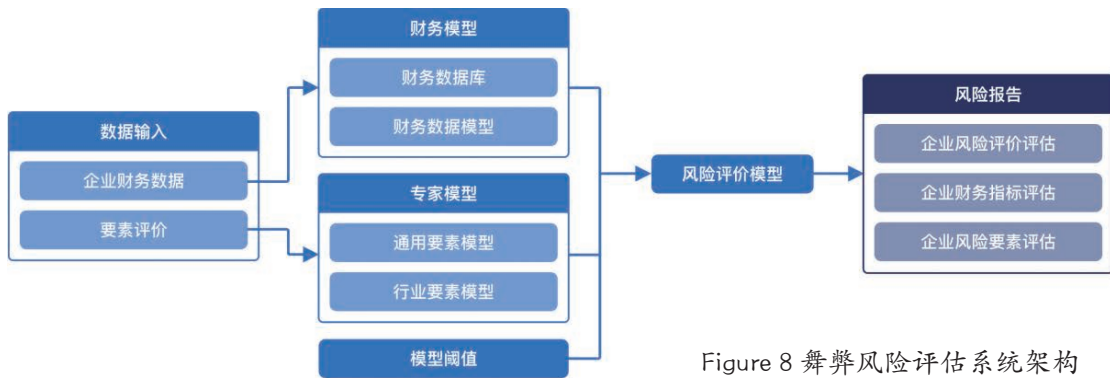 数据输入
企业财务数据
要素评价
财务模型
财务数据库
财务数据模型
专家模型
通用要素模型
行业要素模型
模型阈值
风险评价模型
风险报告
企业风险评价评估
企业财务指标评估
企业风险要素评估
Figure 8 舞弊风险评估系统架构